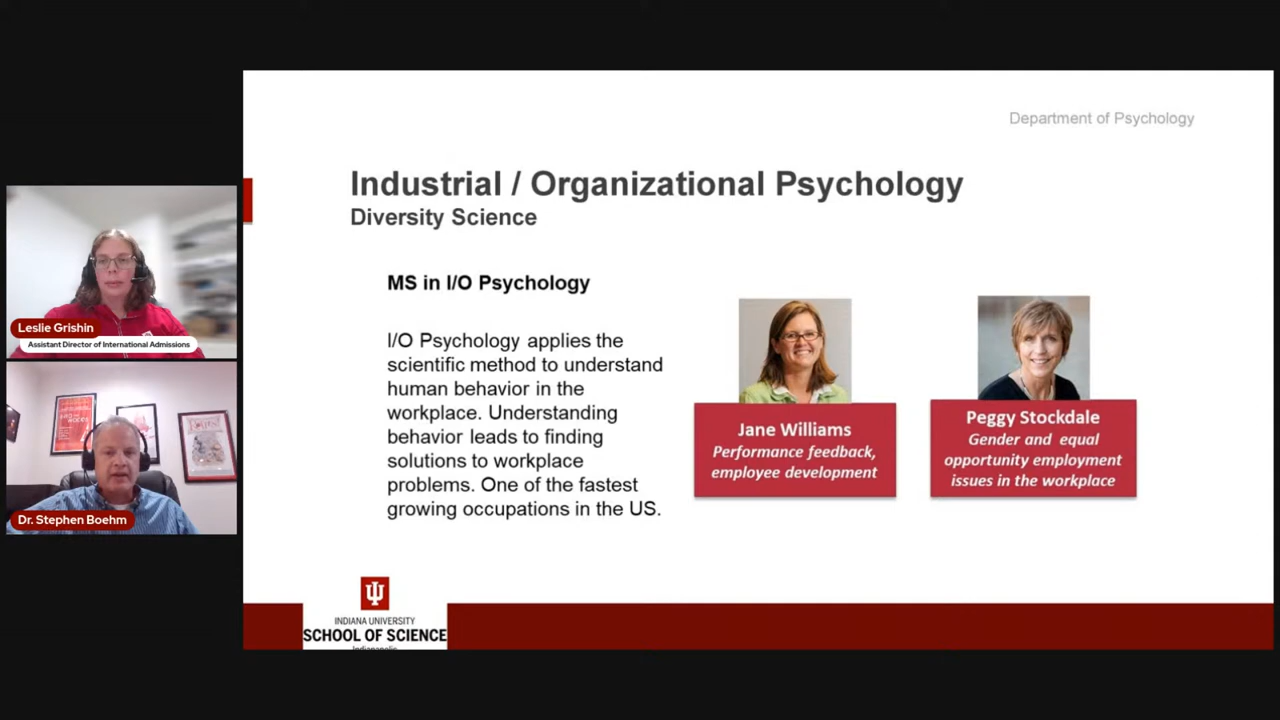 Department of Psychology
Industrial / Organizational Psychology
Diversity Science
MS in I/O Psychology
I/O Psychology applies the
scientific method to understand
human behavior in the
workplace. Understanding
behavior leads to finding
solutions to workplace
problems. One of the fastest
growing occupations in the US.
Jane Williams
Performance feedback,
employee development
Peggy Stockdale
Gender and equal
opportunity employment
issues in the workplace
Leslie Grishin
Assistant Director of International Admissions
Dr. Stephen Boehm
INDIANA UNIVERSITY
SCHOOL OF SCIENCE
Indianapolis